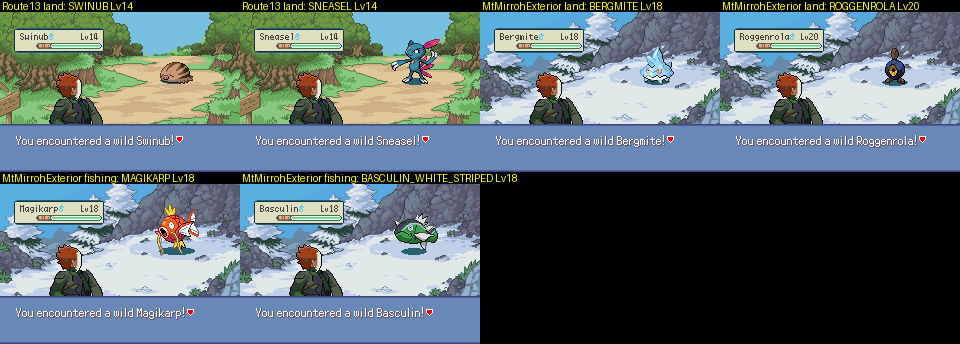 Route13 land: SWINUB Lv14
Swinub♂ Lv14
You encountered a wild Swinub!
Route13 land: SNEASEL Lv14
Sneasel♂ Lv14
You encountered a wild Sneasel!
MtMirrohExterior land: BERGMITE Lv18
Bergmite♂ Lv18
You encountered a wild Bergmite!
MtMirrohExterior land: ROGGENROLA Lv20
Roggenrola♂ Lv20
You encountered a wild Roggenrola!
MtMirrohExterior fishing: MAGIKARP Lv18
Magikarp♂ Lv18
You encountered a wild Magikarp!
MtMirrohExterior fishing: BASCULIN_WHITE_STRIPED Lv18
Basculin♂ Lv18
You encountered a wild Basculin!